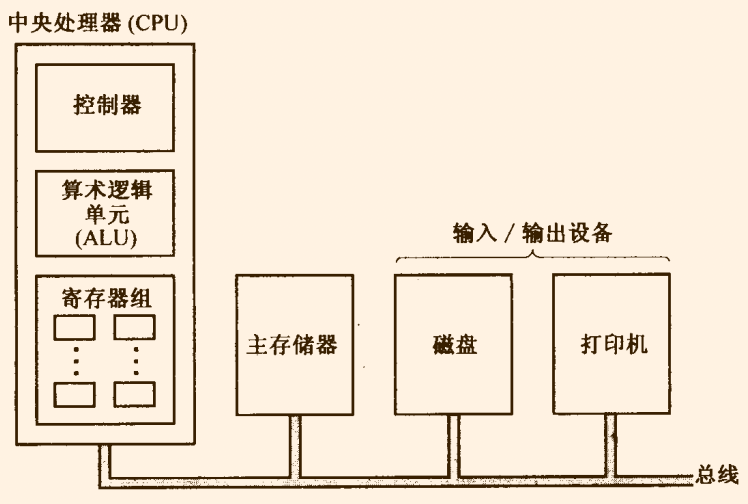 中央处理器 (CPU)
控制器
算术逻辑
单元
(ALU)
寄存器组
输入 / 输出设备
主存储器
磁盘
打印机
总线